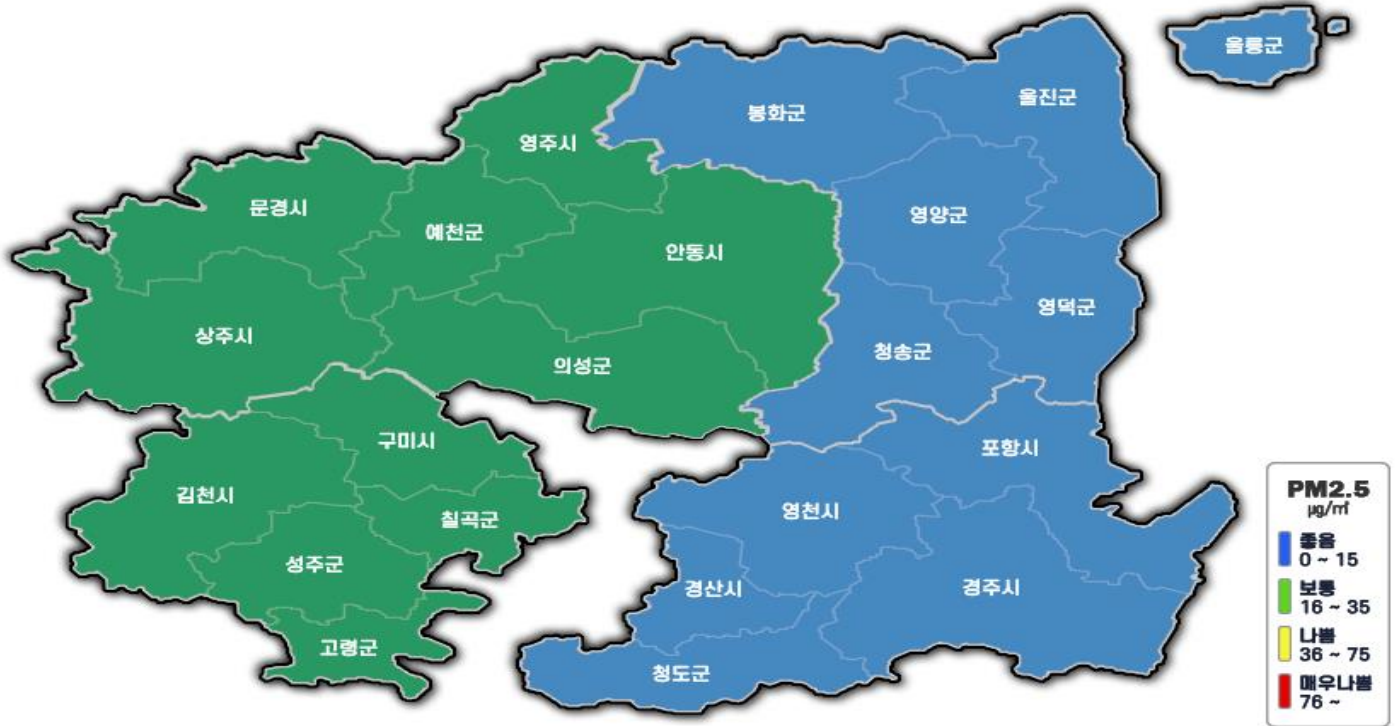 울릉군
울진군
봉화군
영주시
문경시
예천군
영양군
안동시
영덕군
상주시
청송군
의성군
구미시
포항시
김천시
영천시
칠곡군
성주군
경산시
경주시
고령군
청도군
PM2.5
㎍/㎥
좋음
0 ~ 15
보통
16 ~ 35
나쁨
36 ~ 75
매우나쁨
76 ~